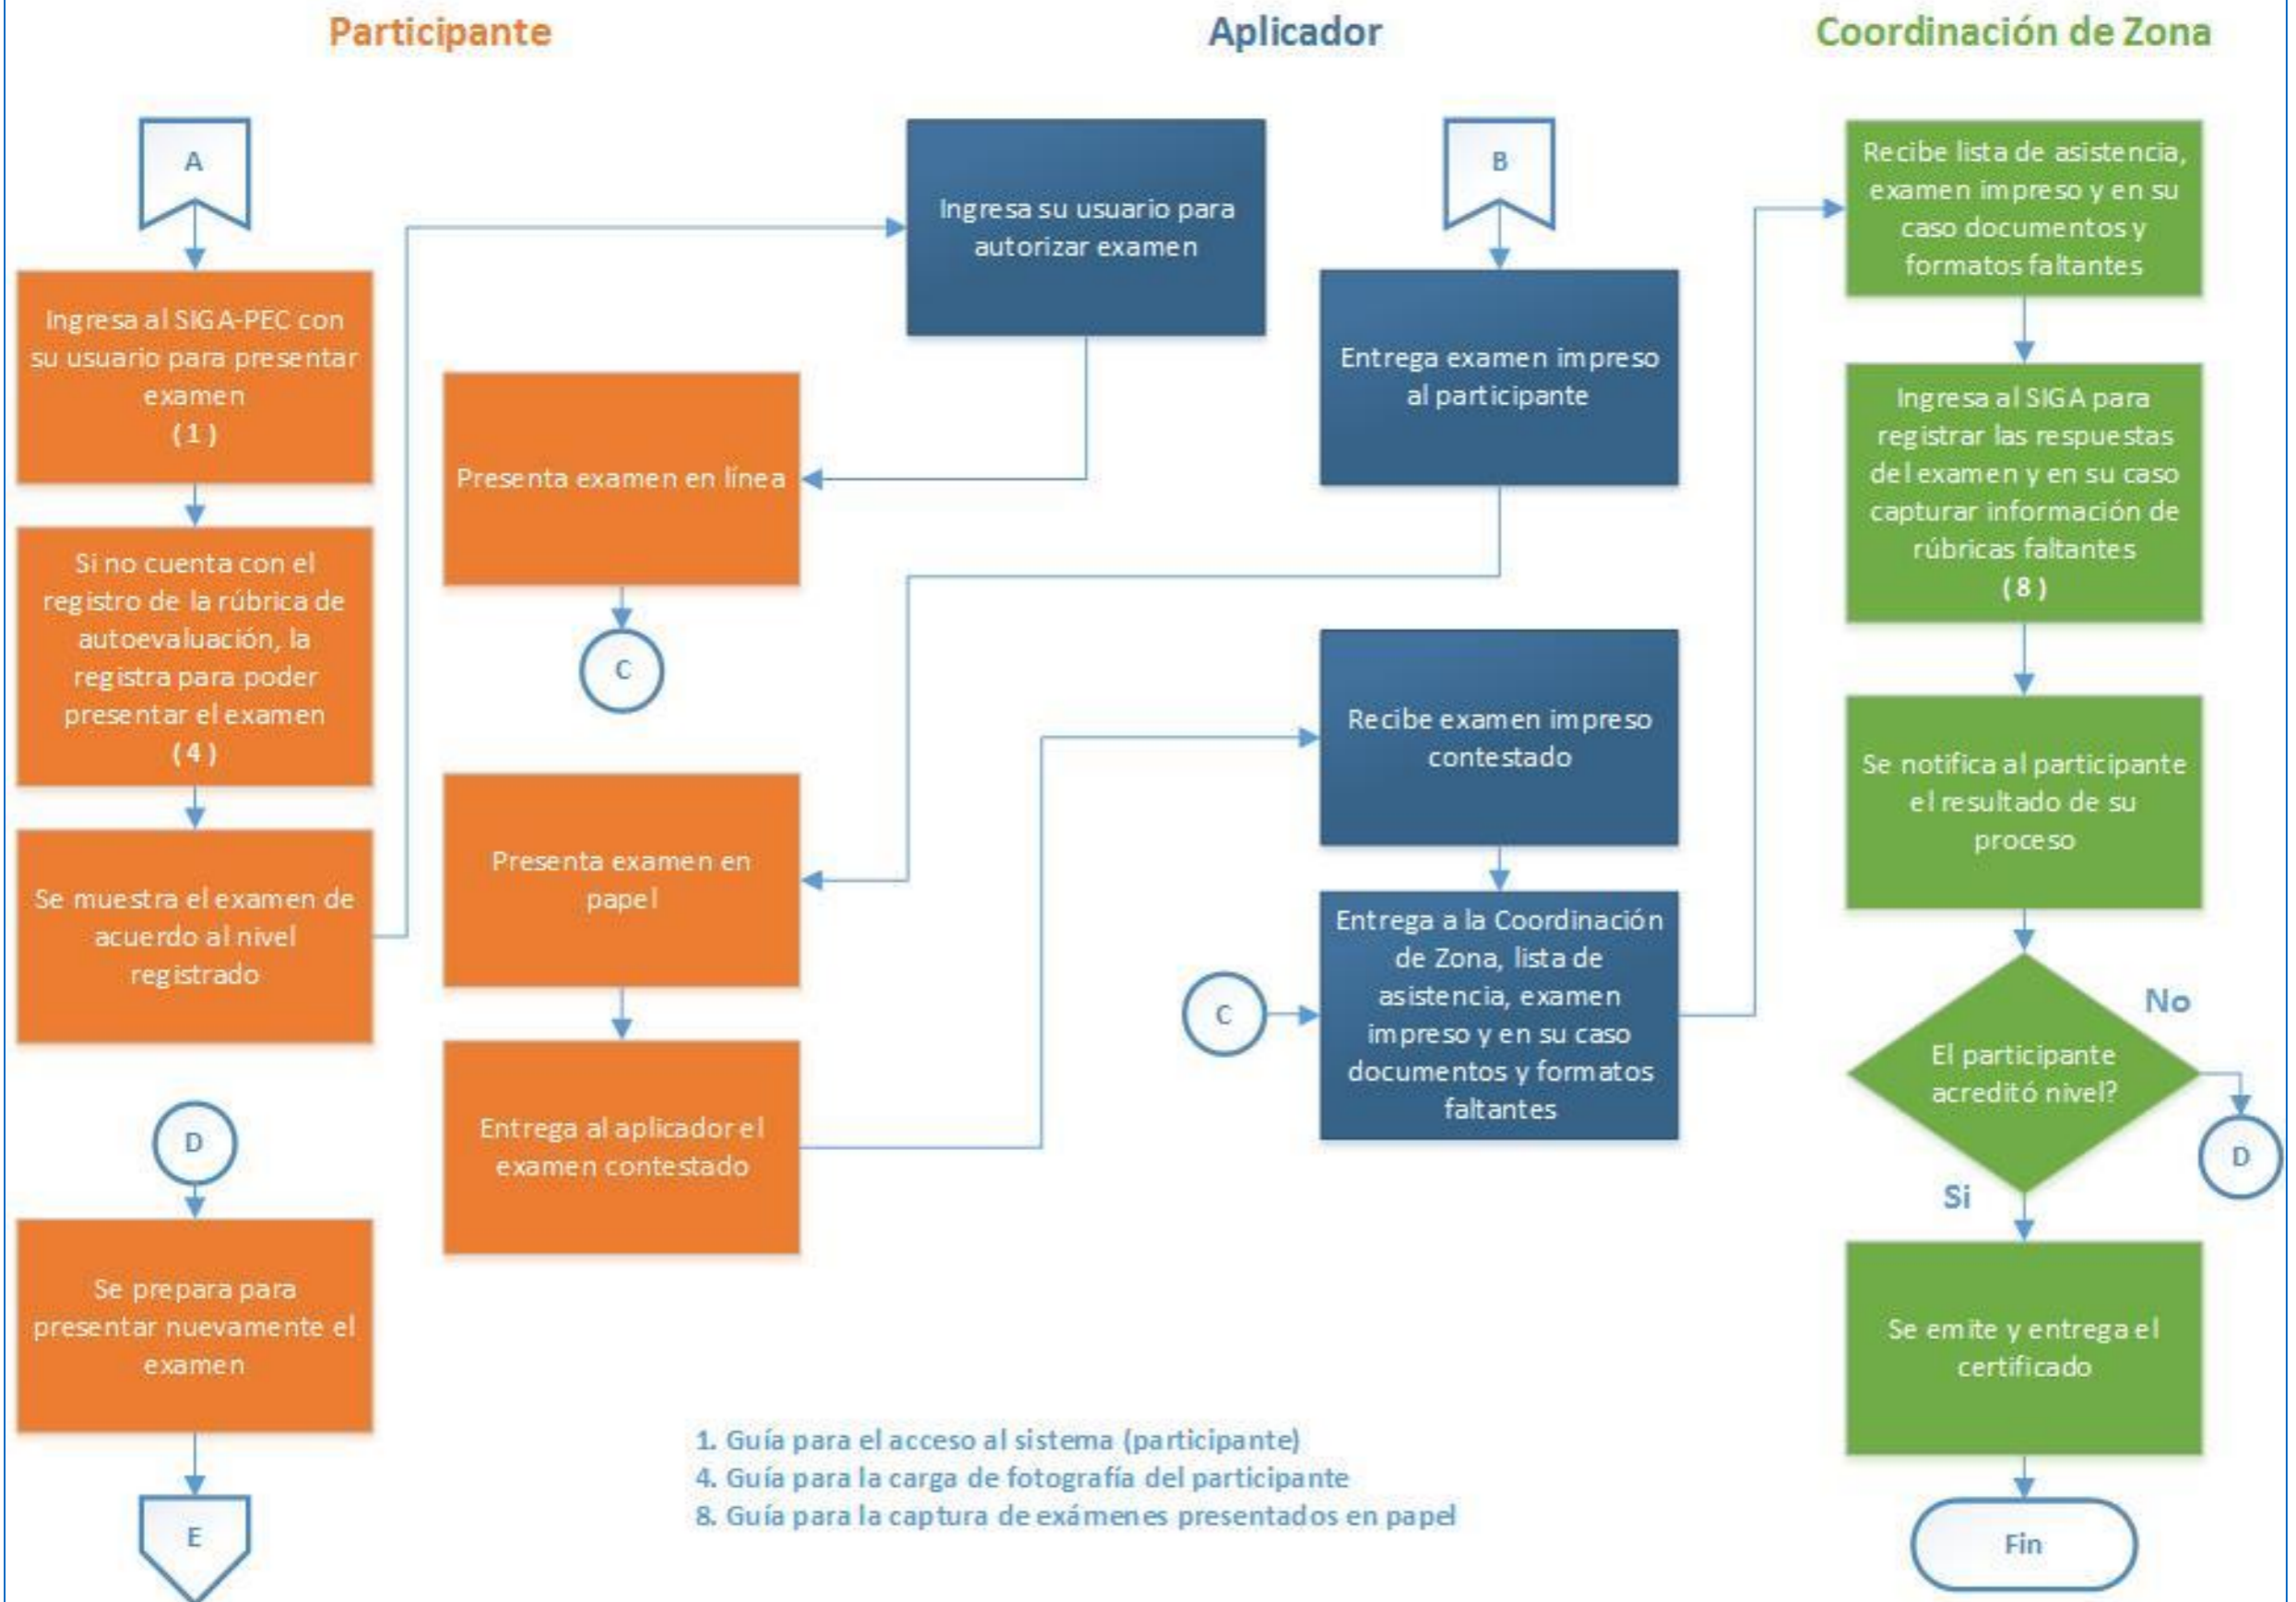 Participante
Aplicador
Coordinación de Zona
A
Ingresa al SIGA-PEC con
su usuario para presentar
examen
(1)
Si no cuenta con el
registro de la rúbrica de
autoevaluación, la
registra para poder
presentar el examen
(4)
Se muestra el examen de
acuerdo al nivel
registrado
D
Se prepara para
presentar nuevamente el
examen
E
Presenta examen en línea
C
Presenta examen en
papel
Entrega al aplicador el
examen contestado
Ingresa su usuario para
autorizar examen
B
Entrega examen impreso
al participante
Recibe examen impreso
contestado
C
Entrega a la Coordinación
de Zona, lista de
asistencia, examen
impreso y en su caso
documentos y formatos
faltantes
Recibe lista de asistencia,
examen impreso y en su
caso documentos y
formatos faltantes
Ingresa al SIGA para
registrar las respuestas
del examen y en su caso
capturar información de
rúbricas faltantes
(8)
Se notifica al participante
el resultado de su
proceso
El participante
acreditó nivel?
No
D
Si
Se emite y entrega el
certificado
Fin
1. Guía para el acceso al sistema (participante)
4. Guía para la carga de fotografía del participante
8. Guía para la captura de exámenes presentados en papel